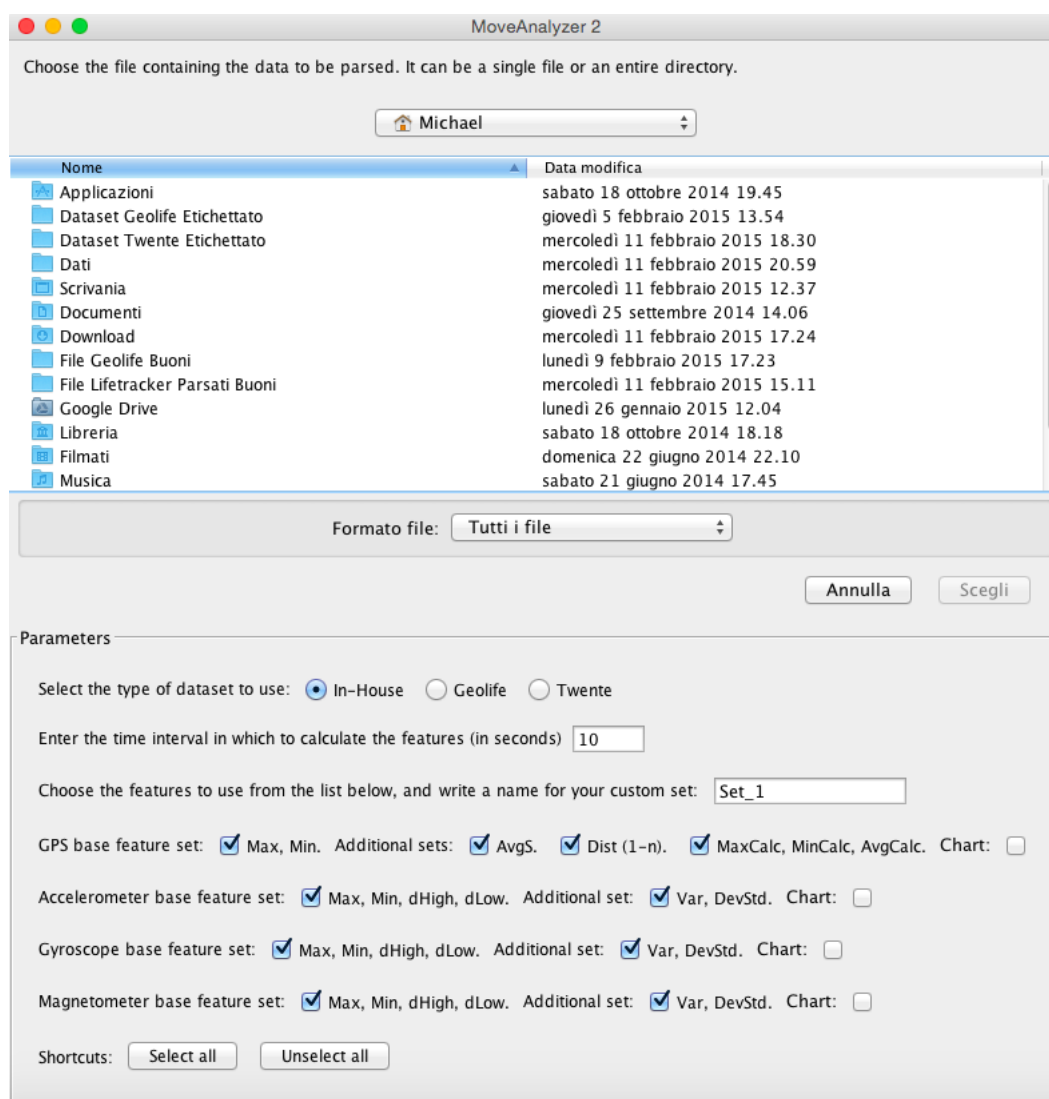 MoveAnalyzer 2
Choose the file containing the data to be parsed. It can be a single file or an entire directory.
Michael
Nome Data modifica
Applicazioni sabato 18 ottobre 2014 19.45
Dataset Geolife Etichettato giovedì 5 febbraio 2015 13.54
Dataset Twente Etichettato mercoledì 11 febbraio 2015 18.30
Dati mercoledì 11 febbraio 2015 20.59
Scrivania mercoledì 11 febbraio 2015 12.37
Documenti giovedì 25 settembre 2014 14.06
Download mercoledì 11 febbraio 2015 17.24
File Geolife Buoni lunedì 9 febbraio 2015 17.23
File Lifetracker Parsati Buoni mercoledì 11 febbraio 2015 15.11
Google Drive lunedì 26 gennaio 2015 12.04
Libreria sabato 18 ottobre 2014 18.18
Filmati domenica 22 giugno 2014 22.10
Musica sabato 21 giugno 2014 17.45
Formato file: Tutti i file
Annulla Scegli
Parameters
Select the type of dataset to use: In-House Geolife Twente
Enter the time interval in which to calculate the features (in seconds) 10
Choose the features to use from the list below, and write a name for your custom set: Set_1
GPS base feature set: Max, Min. Additional sets: AvgS. Dist (1-n). MaxCalc, MinCalc, AvgCalc. Chart:
Accelerometer base feature set: Max, Min, dHigh, dLow. Additional set: Var, DevStd. Chart:
Gyroscope base feature set: Max, Min, dHigh, dLow. Additional set: Var, DevStd. Chart:
Magnetometer base feature set: Max, Min, dHigh, dLow. Additional set: Var, DevStd. Chart:
Shortcuts: Select all Unselect all